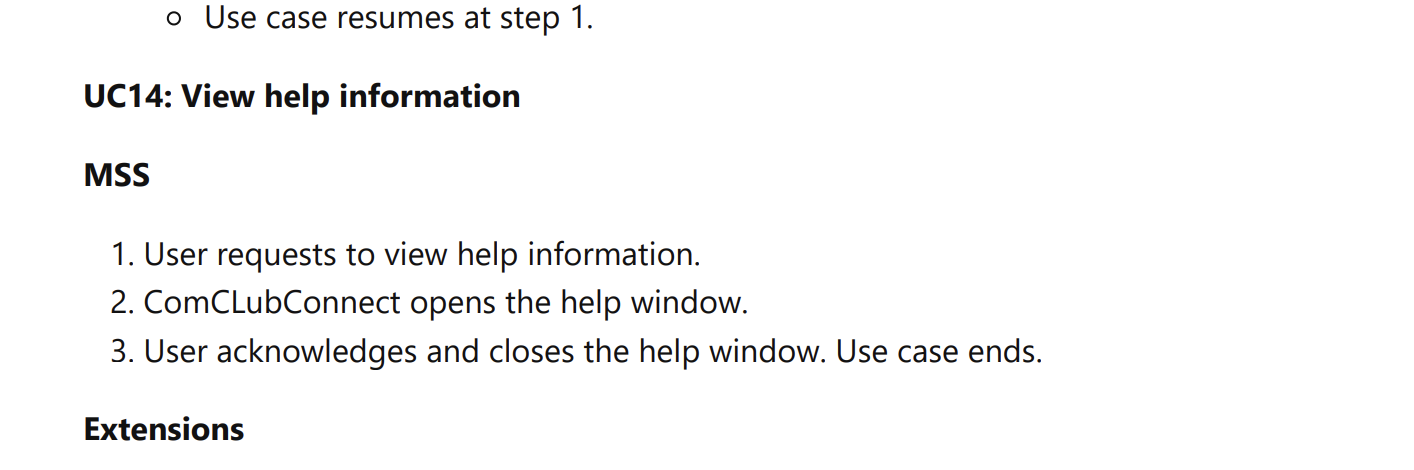 ○ Use case resumes at step 1.
UC14: View help information
MSS
1. User requests to view help information.
2. ComCLubConnect opens the help window.
3. User acknowledges and closes the help window. Use case ends.
Extensions